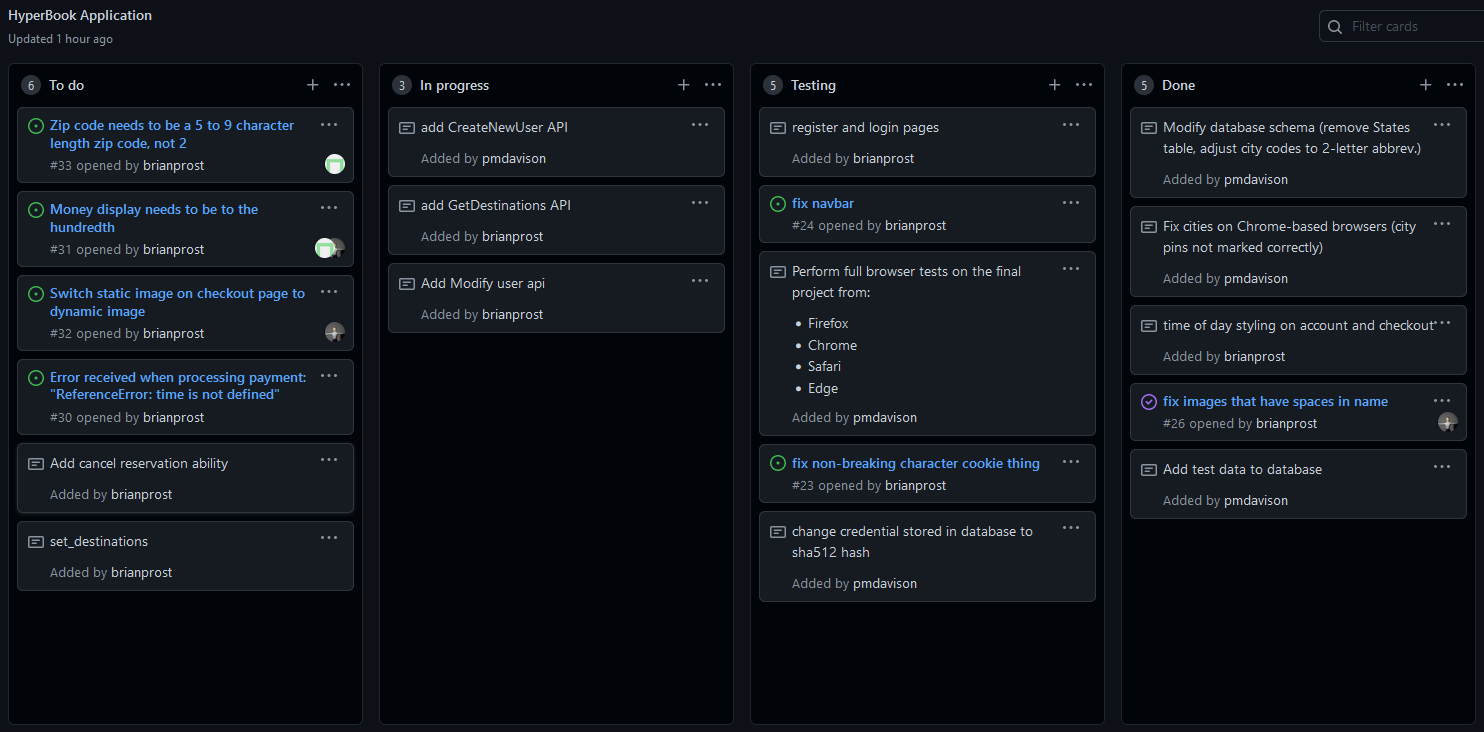 HyperBook Application
Updated 1 hour ago
Filter cards
6 To do
Zip code needs to be a 5 to 9 character
length zip code, not 2
#33 opened by brianprost
Money display needs to be to the
hundredth
#31 opened by brianprost
Switch static image on checkout page to
dynamic image
#32 opened by brianprost
Error received when processing payment:
"ReferenceError: time is not defined"
#30 opened by brianprost
Add cancel reservation ability
Added by brianprost
set_destinations
Added by brianprost
3 In progress
add CreateNewUser API
Added by pmdavison
add GetDestinations API
Added by brianprost
Add Modify user api
Added by brianprost
5 Testing
register and login pages
Added by brianprost
fix navbar
#24 opened by brianprost
Perform full browser tests on the final
project from:
• Firefox
• Chrome
• Safari
• Edge
Added by pmdavison
fix non-breaking character cookie thing
#23 opened by brianprost
change credential stored in database to
sha512 hash
Added by pmdavison
5 Done
Modify database schema (remove States
table, adjust city codes to 2-letter abbrev.)
Added by pmdavison
Fix cities on Chrome-based browsers (city
pins not marked correctly)
Added by pmdavison
time of day styling on account and checkout
Added by brianprost
fix images that have spaces in name
#26 opened by brianprost
Add test data to database
Added by pmdavison